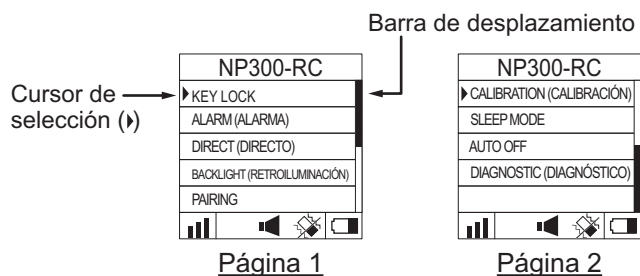 Barra de desplazamiento
Cursor de
selección (▸)
NP300-RC
▸KEY LOCK
ALARM (ALARMA)
DIRECT (DIRECTO)
BACKLIGHT (RETROILUMINACIÓN)
PAIRING
Página 1
NP300-RC
▸CALIBRATION (CALIBRACIÓN)
SLEEP MODE
AUTO OFF
DIAGNOSTIC (DIAGNÓSTICO)
Página 2